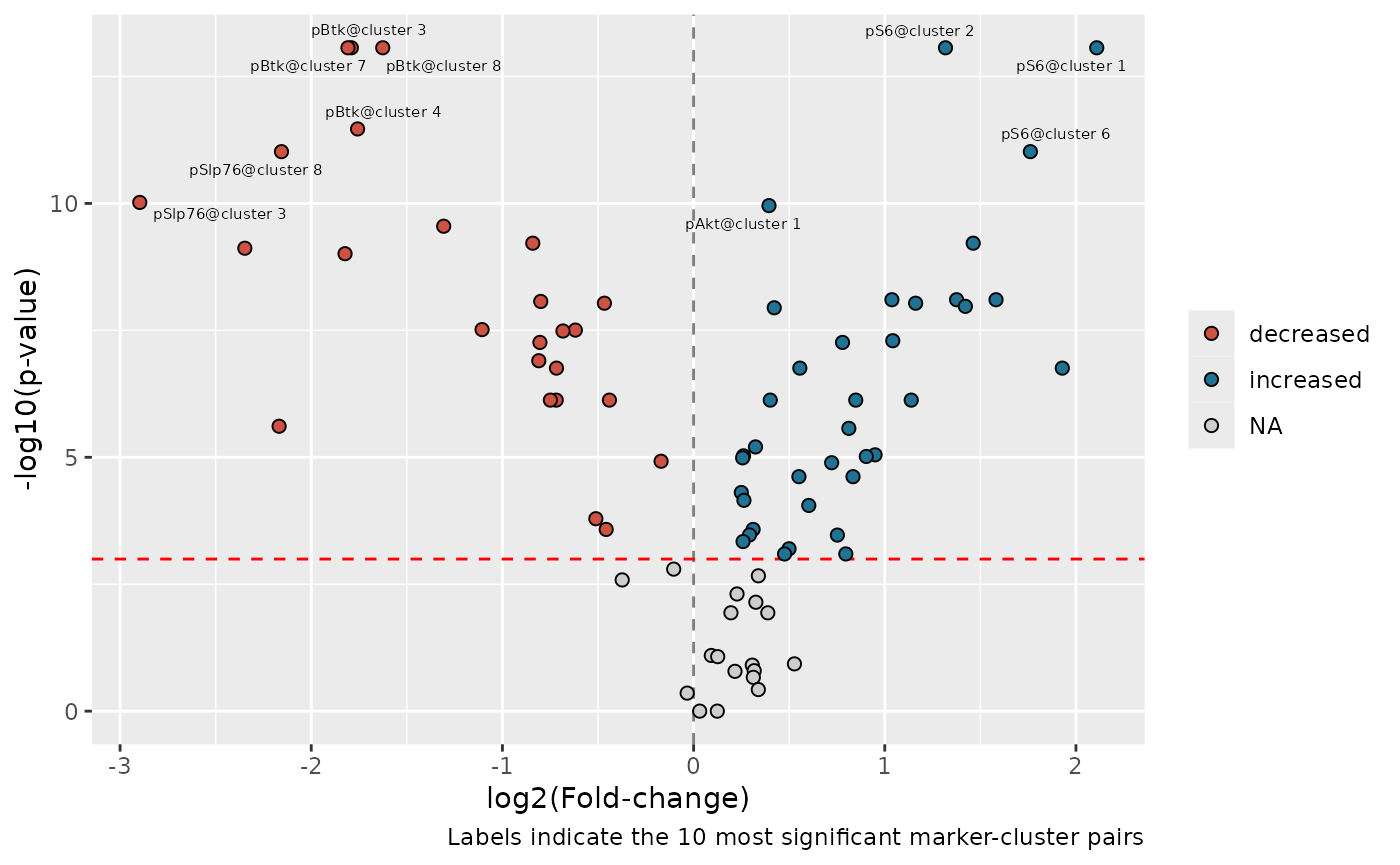 pBtk@cluster 3
pS6@cluster 2
pBtk@cluster 7
pBtk@cluster 8
pS6@cluster 1
pBtk@cluster 4
pS6@cluster 6
pSlp76@cluster 8
pSlp76@cluster 3
pAkt@cluster 1
10
5
0
-log10(p-value)
-3
-2
-1
0
1
2
log2(Fold-change)
Labels indicate the 10 most significant marker-cluster pairs
decreased
increased
NA